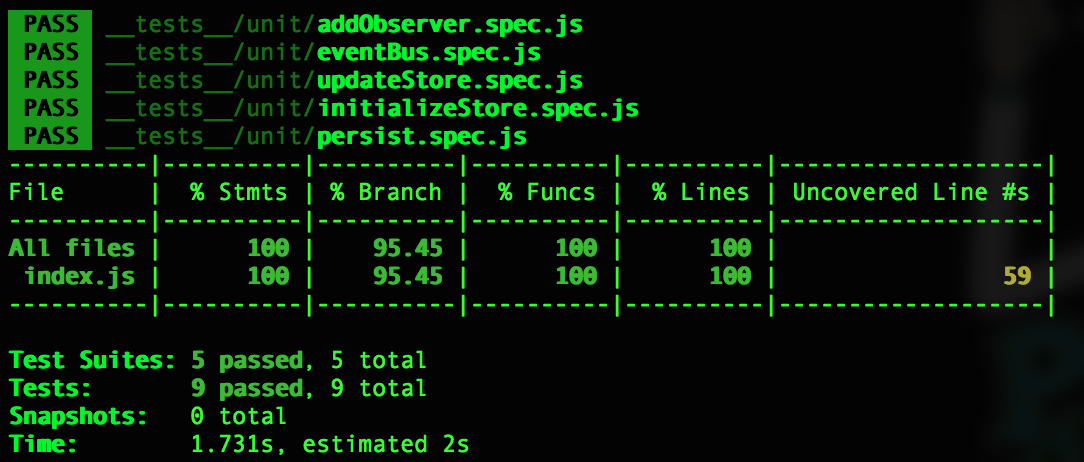 PASS __tests__/unit/addObserver.spec.js
PASS __tests__/unit/eventBus.spec.js
PASS __tests__/unit/updateStore.spec.js
PASS __tests__/unit/initializeStore.spec.js
PASS __tests__/unit/persist.spec.js
----------|----------|----------|----------|----------|-------------------|
File      |  % Stmts | % Branch |  % Funcs |  % Lines | Uncovered Line #s |
----------|----------|----------|----------|----------|-------------------|
All files |      100 |    95.45 |      100 |      100 |                   |
 index.js |      100 |    95.45 |      100 |      100 |                59 |
----------|----------|----------|----------|----------|-------------------|
Test Suites: 5 passed, 5 total
Tests:       9 passed, 9 total
Snapshots:   0 total
Time:        1.731s, estimated 2s